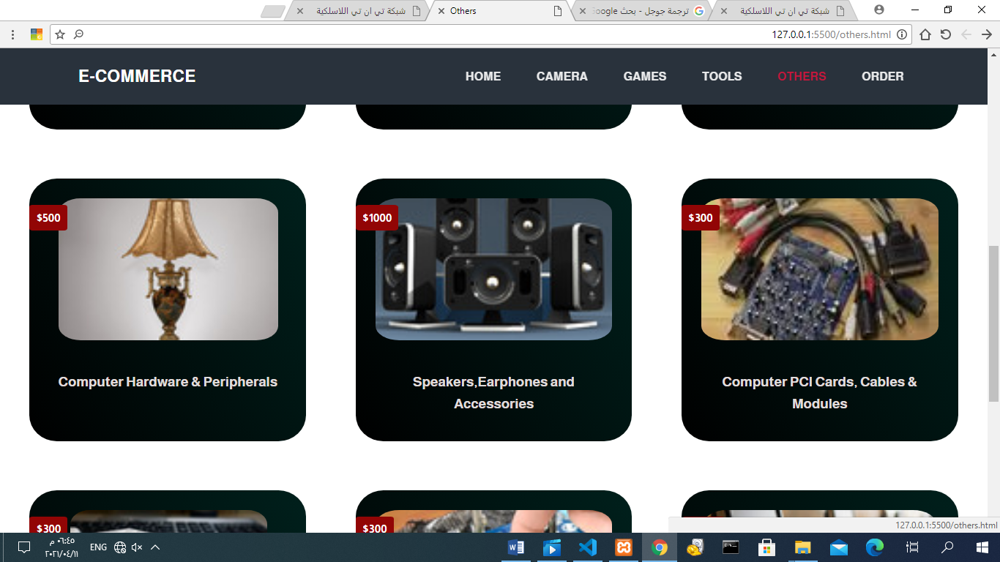 شبكة تي ان تي اللاسلكية
Others
ترجمة جوجل - بحث Google
شبكة تي ان تي اللاسلكية
127.0.0.1:5500/others.html
E-COMMERCE
HOME
CAMERA
GAMES
TOOLS
OTHERS
ORDER
$500
$1000
$300
Computer Hardware & Peripherals
Speakers,Earphones and
Accessories
Computer PCI Cards, Cables &
Modules
$300
$300
127.0.0.1:5500/others.html
ENG
٠٦:٤٥ م
٢٠٢١/٠٤/١١